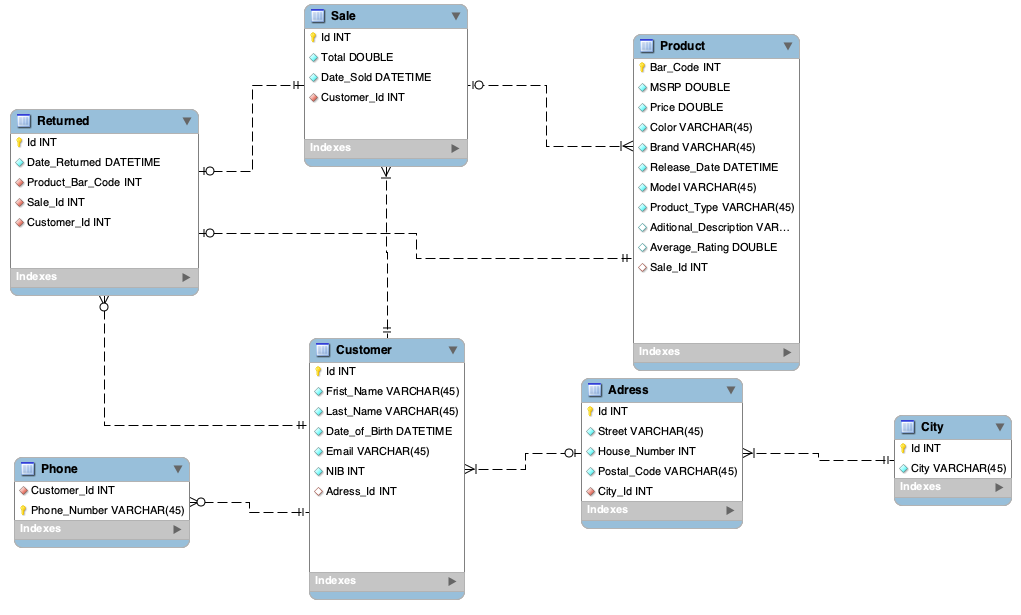 Sale
Id INT
Total DOUBLE
Date_Sold DATETIME
Customer_Id INT
Indexes
Product
Bar_Code INT
MSRP DOUBLE
Price DOUBLE
Color VARCHAR(45)
Brand VARCHAR(45)
Release_Date DATETIME
Model VARCHAR(45)
Product_Type VARCHAR(45)
Aditional_Description VAR...
Average_Rating DOUBLE
Sale_Id INT
Indexes
Returned
Id INT
Date_Returned DATETIME
Product_Bar_Code INT
Sale_Id INT
Customer_Id INT
Indexes
Customer
Id INT
Frist_Name VARCHAR(45)
Last_Name VARCHAR(45)
Date_of_Birth DATETIME
Email VARCHAR(45)
NIB INT
Adress_Id INT
Indexes
Adress
Id INT
Street VARCHAR(45)
House_Number INT
Postal_Code VARCHAR(45)
City_Id INT
Indexes
City
Id INT
City VARCHAR(45)
Indexes
Phone
Customer_Id INT
Phone_Number VARCHAR(45)
Indexes